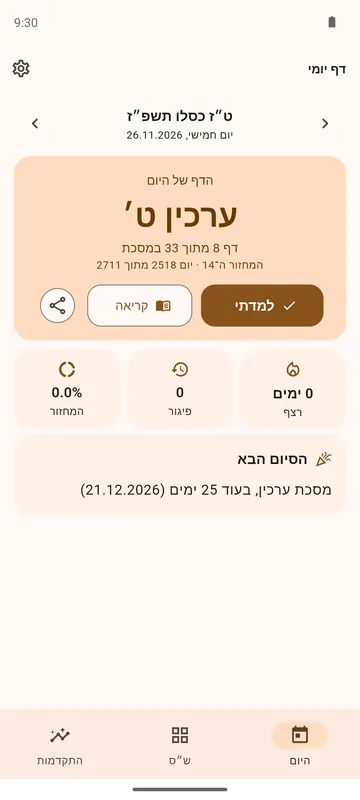 9:30
דף יומי
ט״ז כסלו תשפ״ז
יום חמישי, 26.11.2026
הדף של היום
ערכין ט׳
דף 8 מתוך 33 במסכת
המחזור ה־14 · יום 2518 מתוך 2711
למדתי
קריאה
0 ימים
רצף
0
פיגור
0.0%
המחזור
הסיום הבא
מסכת ערכין, בעוד 25 ימים (21.12.2026)
היום
ש״ס
התקדמות